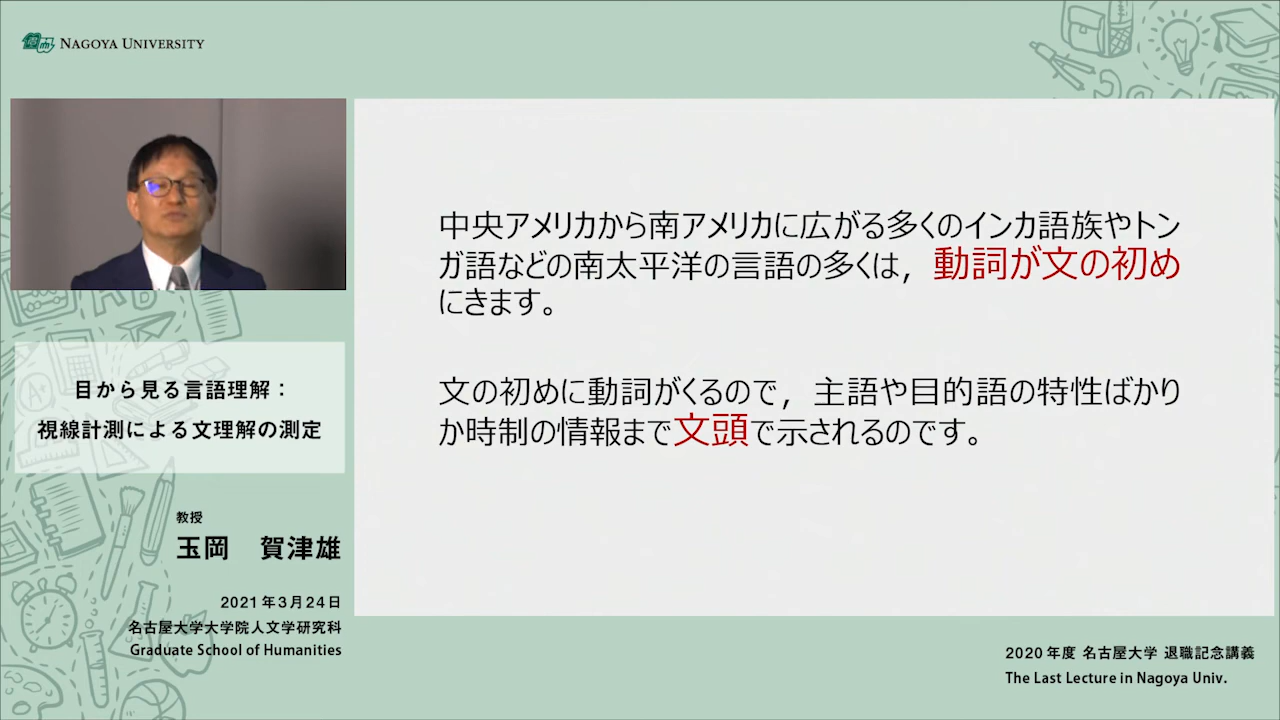 NAGOYA UNIVERSITY
中央アメリカから南アメリカに広がる多くのインカ語族やトン
ガ語などの南太平洋の言語の多くは，動詞が文の初め
にきます。
文の初めに動詞がくるので，主語や目的語の特性ばかり
か時制の情報まで文頭で示されるのです。
目から見る言語理解：
視線計測による文理解の測定
教授
玉岡　賀津雄
2021年3月24日
名古屋大学大学院人文学研究科
Graduate School of Humanities
2020年度 名古屋大学 退職記念講義
The Last Lecture in Nagoya Univ.